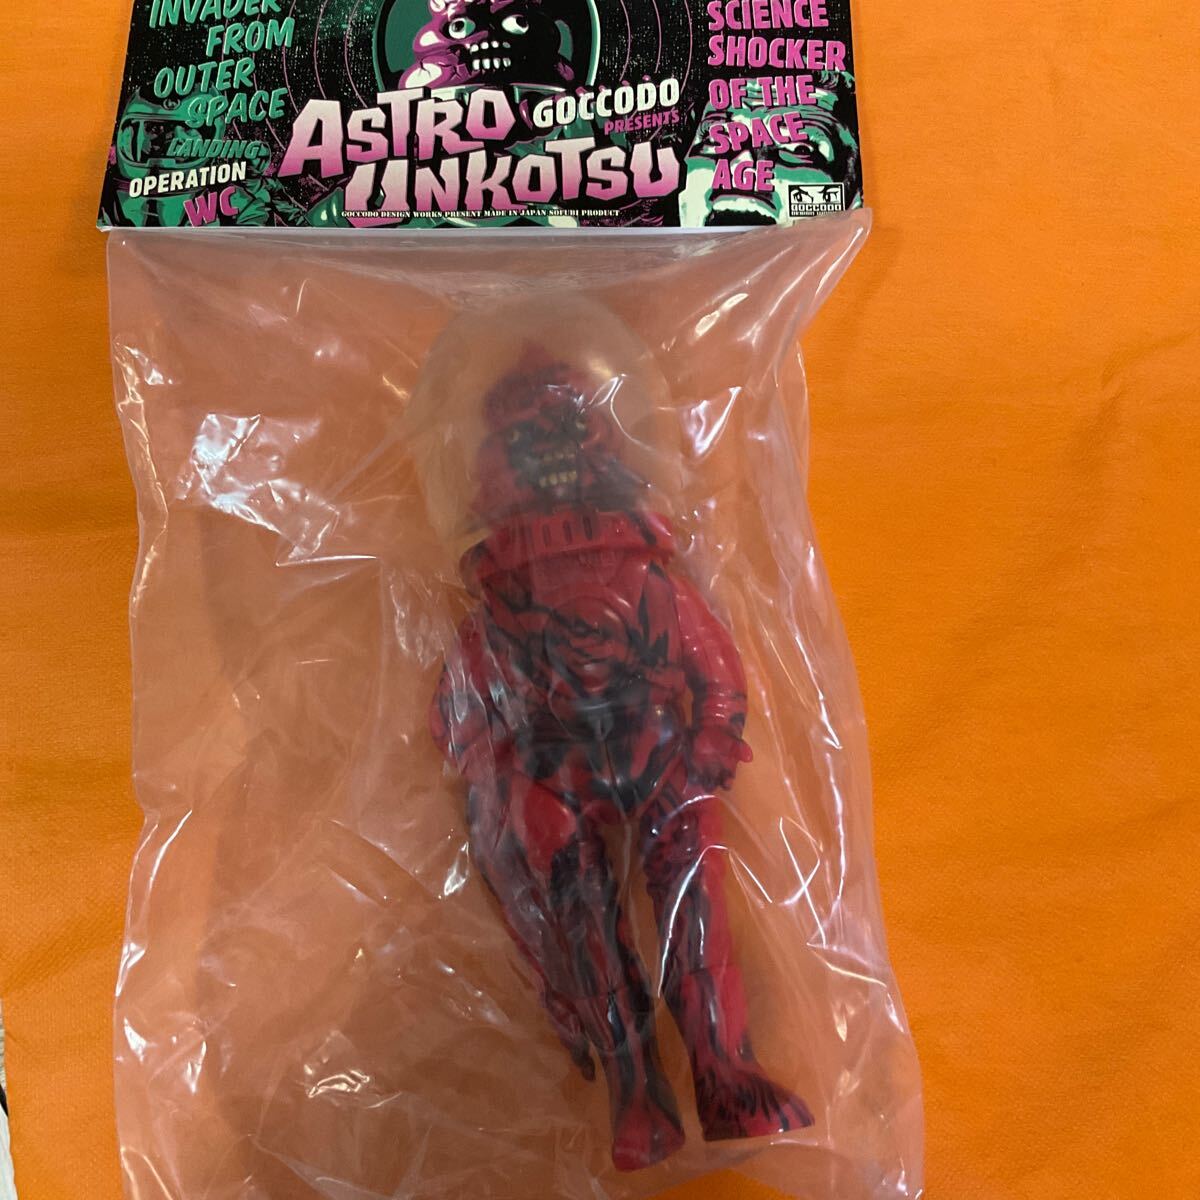 INVADER
FROM
OUTER
SPACE
LANDING
OPERATION
WC
ASTRO
UNKOTSU
GOCCODO
PRESENTS
GOCCODO DESIGN WORKS PRESENT MADE IN JAPAN SOFUBI PRODUCT
SCIENCE
SHOCKER
OF THE
SPACE
AGE
GOCCODO